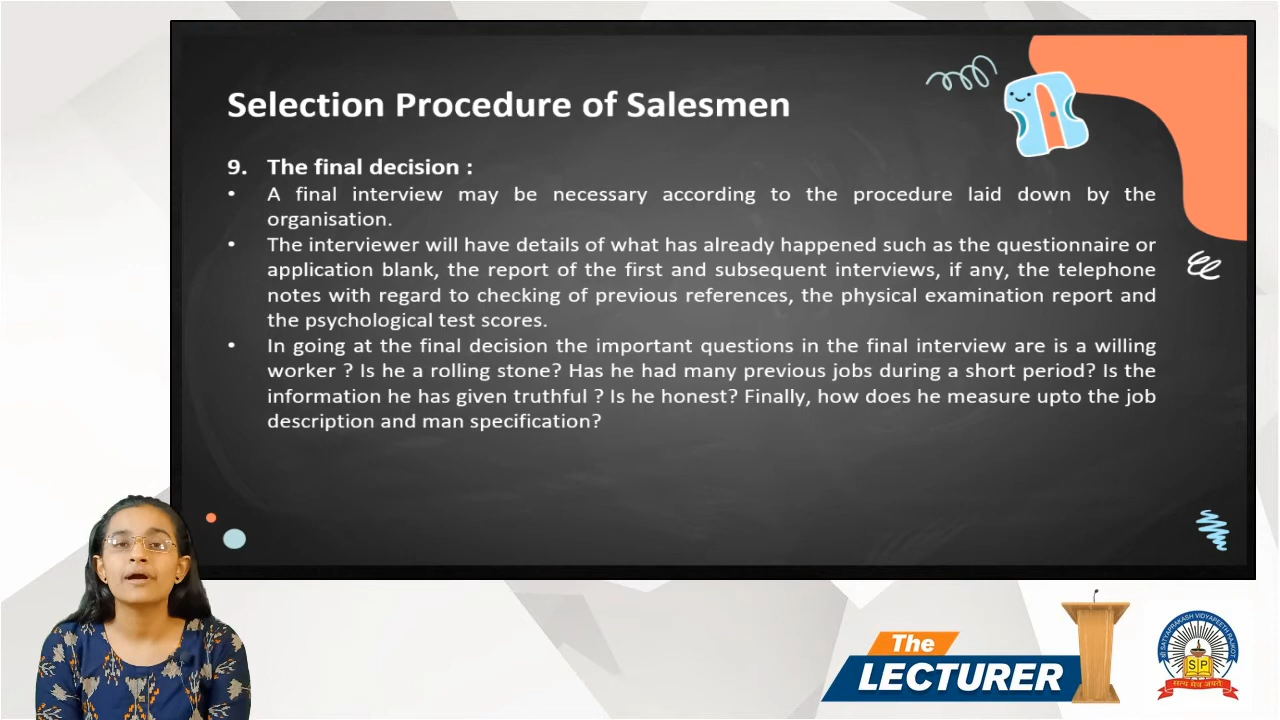 Selection Procedure of Salesmen
9. The final decision :
• A final interview may be necessary according to the procedure laid down by the
organisation.
• The interviewer will have details of what has already happened such as the questionnaire or
application blank, the report of the first and subsequent interviews, if any, the telephone
notes with regard to checking of previous references, the physical examination report and
the psychological test scores.
• In going at the final decision the important questions in the final interview are is a willing
worker ? Is he a rolling stone? Has he had many previous jobs during a short period? Is the
information he has given truthful ? Is he honest? Finally, how does he measure upto the job
description and man specification?
The
LECTURER
SATYAPRAKASH VIDYAPEETH RAJKOT
S P
सत्य मेव जयते